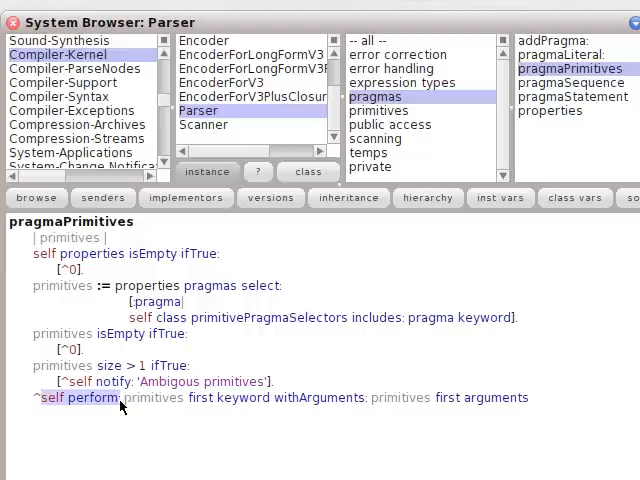 System Browser: Parser
Sound-Synthesis
Compiler-Kernel
Compiler-ParseNodes
Compiler-Support
Compiler-Syntax
Compiler-Exceptions
Compression-Archives
Compression-Streams
System-Applications
System-Change Notifica
Encoder
EncoderForLongFormV3
EncoderForLongFormV3F
EncoderForV3
EncoderForV3PlusClosur
Parser
Scanner
instance
?
class
-- all --
error correction
error handling
expression types
pragmas
primitives
public access
scanning
temps
private
addPragma:
pragmaLiteral:
pragmaPrimitives
pragmaSequence
pragmaStatement
properties
browse
senders
implementors
versions
inheritance
hierarchy
inst vars
class vars
so
pragmaPrimitives
| primitives |
self properties isEmpty ifTrue:
[^0].
primitives := properties pragmas select:
[:pragma|
self class primitivePragmaSelectors includes: pragma keyword].
primitives isEmpty ifTrue:
[^0].
primitives size > 1 ifTrue:
[^self notify: 'Ambigous primitives'].
^self perform: primitives first keyword withArguments: primitives first arguments